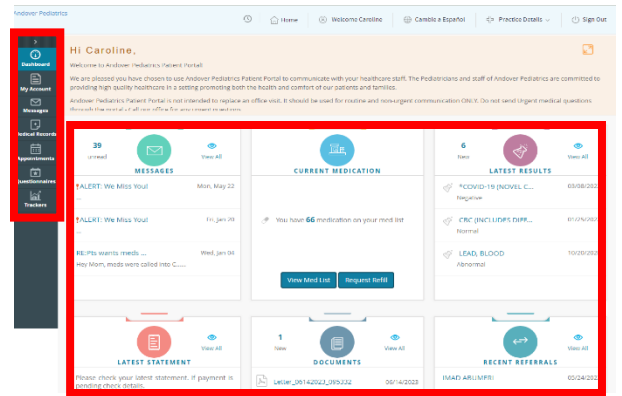 Andover Pediatrics
Home
Welcome Caroline
Cambia a Español
Practice Details
Sign Out
Dashboard
My Account
Messages
Medical Records
Appointments
Questionnaires
Trackers
Hi Caroline,
Welcome to Andover Pediatrics Patient Portal!
We are pleased you have chosen to use Andover Pediatrics Patient Portal to communicate with your healthcare staff. The Pediatricians and staff of Andover Pediatrics are committed to
providing high quality healthcare in a setting promoting both the health and comfort of our patients and families.
Andover Pediatrics Patient Portal is not intended to replace an office visit. It should be used for routine and non-urgent communication ONLY. Do not send Urgent medical questions
39
unread
View All
MESSAGES
ALERT: We Miss You!
Mon, May 22
...
ALERT: We Miss You!
Fri, Jan 20
...
RE:Pts wants meds ...
Wed, Jan 04
Hey Mom, meds were called into C......
CURRENT MEDICATION
You have 66 medication on your med list
View Med List
Request Refill
6
New
View All
LATEST RESULTS
*COVID-19 (NOVEL C...
03/08/202
Negative
CBC (INCLUDES DIFF...
01/25/202
Normal
LEAD, BLOOD
10/20/202
Abnormal
View All
LATEST STATEMENT
Please check your latest statement. If payment is
pending check details.
1
New
View All
DOCUMENTS
Letter_06142023_095332
06/14/2023
View All
RECENT REFERRALS
IMAD ABUMERI
05/24/202